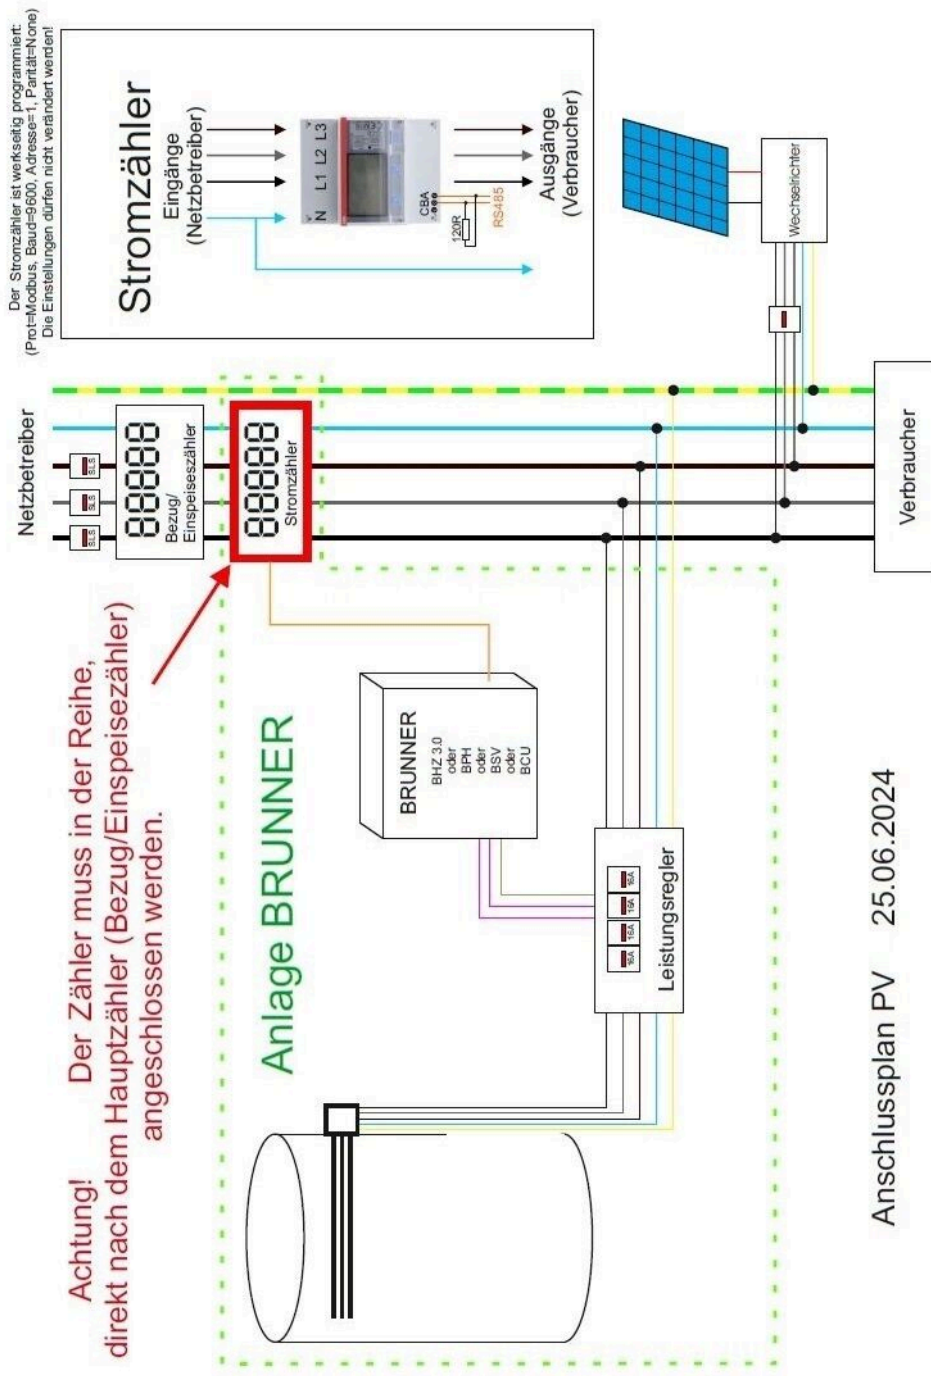 Der Stromzähler ist werkseitig programmiert:
(Prot=Modbus, Baud=9600, Adresse=1, Parität=None)
Die Einstellungen dürfen nicht verändert werden!
Stromzähler
Eingänge
(Netzbetreiber)
N L1 L2 L3
CBA
120R
RS485
Ausgänge
(Verbraucher)
Wechselrichter
Netzbetreiber
SLS
SLS
SLS
88888
Bezug/
Einspeiseszähler
88888
Stromzähler
Verbraucher
Achtung! Der Zähler muss in der Reihe,
direkt nach dem Hauptzähler (Bezug/Einspeisezähler)
angeschlossen werden.
Anlage BRUNNER
BRUNNER
BHZ 3.0
oder
BPH
oder
BSV
oder
BCU
16A 16A 16A 16A
Leistungsregler
Anschlussplan PV 25.06.2024